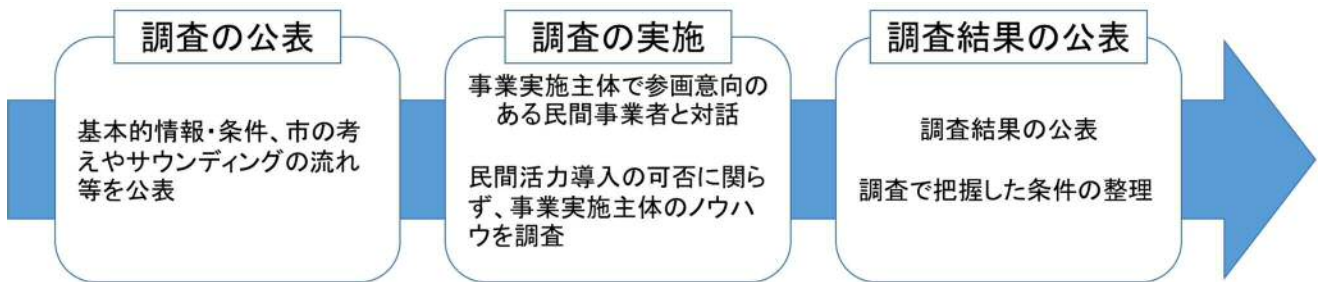 調査の公表
基本的情報・条件、市の考
えやサウンディングの流れ
等を公表
調査の実施
事業実施主体で参画意向の
ある民間事業者と対話
民間活力導入の可否に関ら
ず、事業実施主体のノウハ
ウを調査
調査結果の公表
調査結果の公表
調査で把握した条件の整理